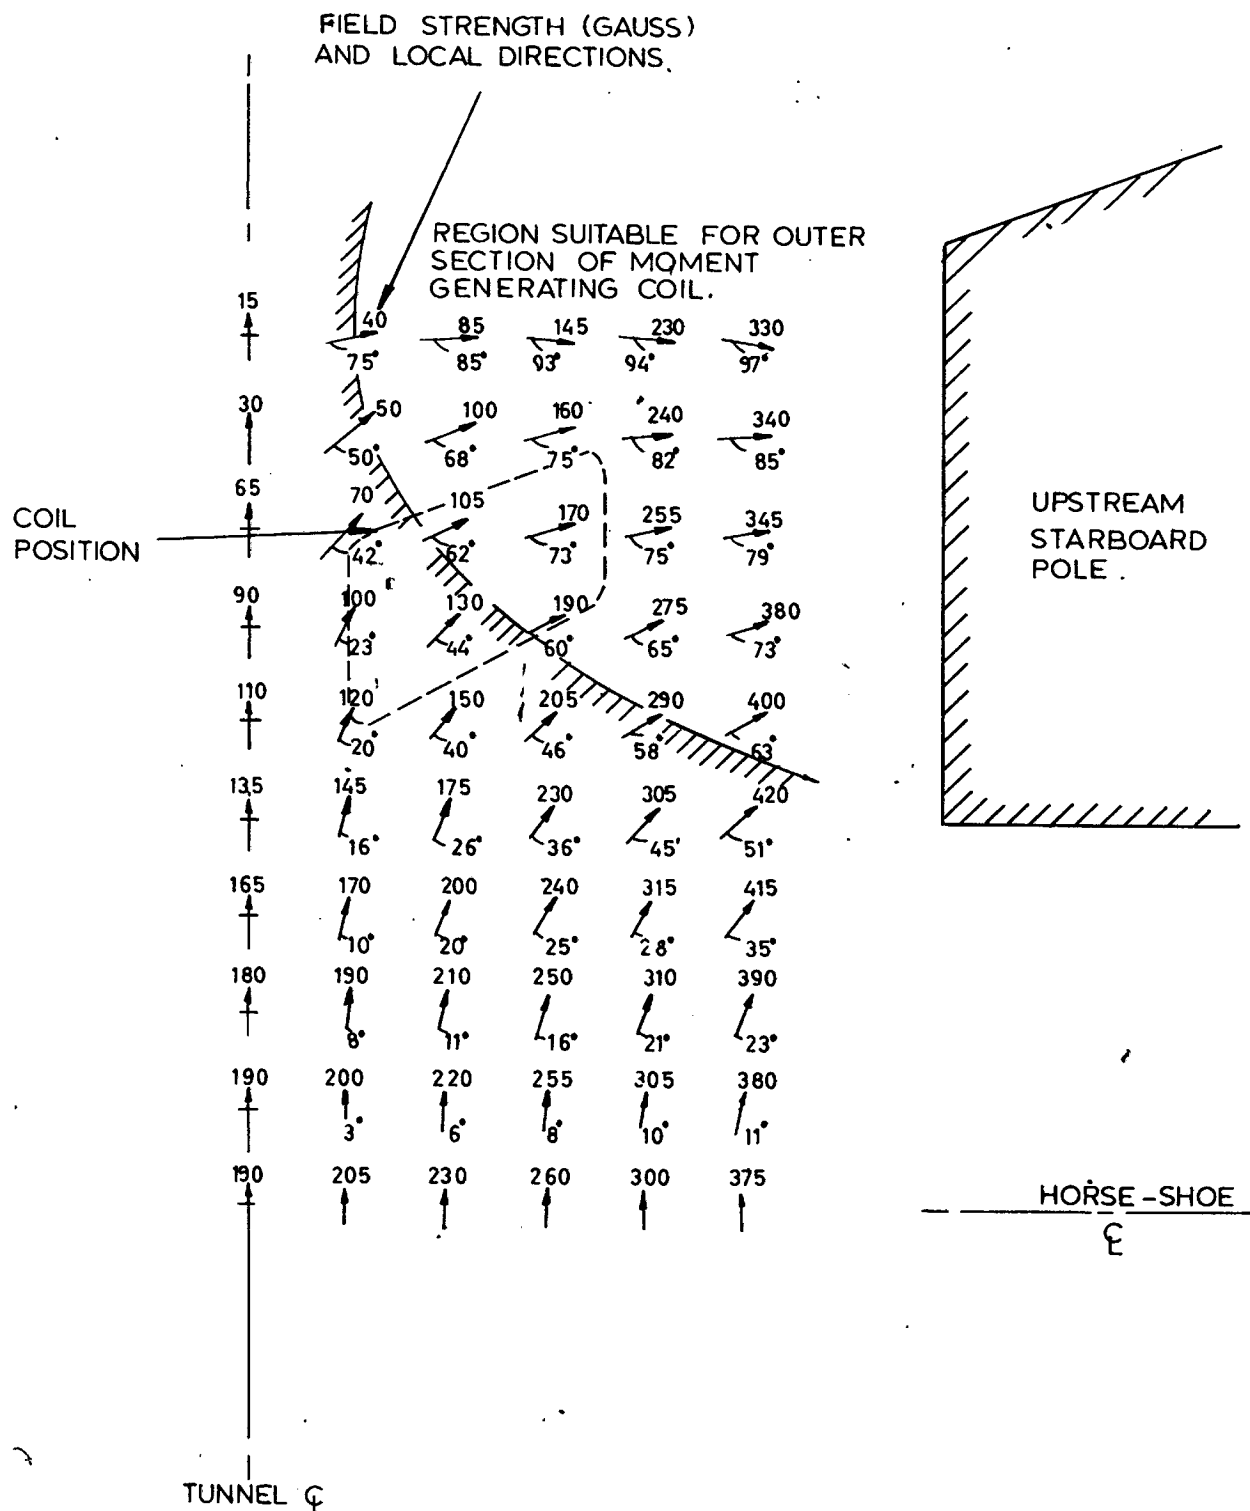 FIELD STRENGTH (GAUSS)
AND LOCAL DIRECTIONS.
REGION SUITABLE FOR OUTER
SECTION OF MOMENT
GENERATING COIL.
15
40 85 145 230 330
75° 85° 93° 94° 97°
30 50 100 160 240 340
50° 68° 75° 82° 85°
65 70 105 170 255 345
COIL
POSITION
42° 62° 73° 75° 79°
UPSTREAM
STARBOARD
POLE.
90 100 130 190 275 380
23° 44° 60° 65° 73°
110 120 150 205 290 400
20° 40° 46° 58° 63°
135 145 175 230 305 420
16° 26° 36° 45' 51°
165 170 200 240 315 415
10° 20° 25° 28° 35°
180 190 210 250 310 390
8° 11° 16° 21° 23°
190 200 220 255 305 380
3° 6° 8° 10° 11°
190 205 230 260 300 375
HORSE-SHOE
℄
TUNNEL ℄